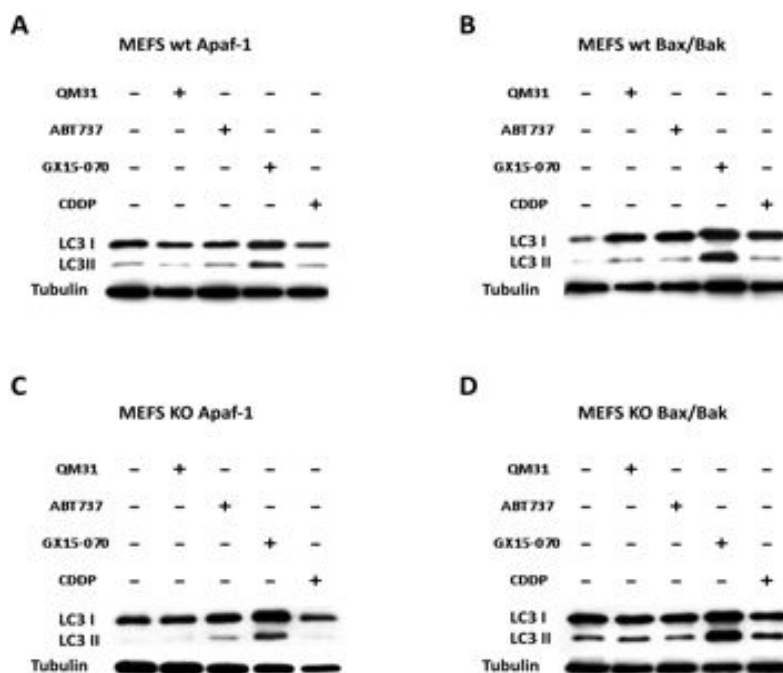 A
MEFS wt Apaf-1
QM31 – + – – –
ABT737 – – + – –
GX15-070 – – – + –
CDDP – – – – +
LC3 I
LC3II
Tubulin
B
MEFS wt Bax/Bak
QM31 – + – – –
ABT737 – – + – –
GX15-070 – – – + –
CDDP – – – – +
LC3 I
LC3 II
Tubulin
C
MEFS KO Apaf-1
QM31 – + – – –
ABT737 – – + – –
GX15-070 – – – + –
CDDP – – – – +
LC3 I
LC3 II
Tubulin
D
MEFS KO Bax/Bak
QM31 – + – – –
ABT737 – – + – –
GX15-070 – – – + –
CDDP – – – – +
LC3 I
LC3 II
Tubulin